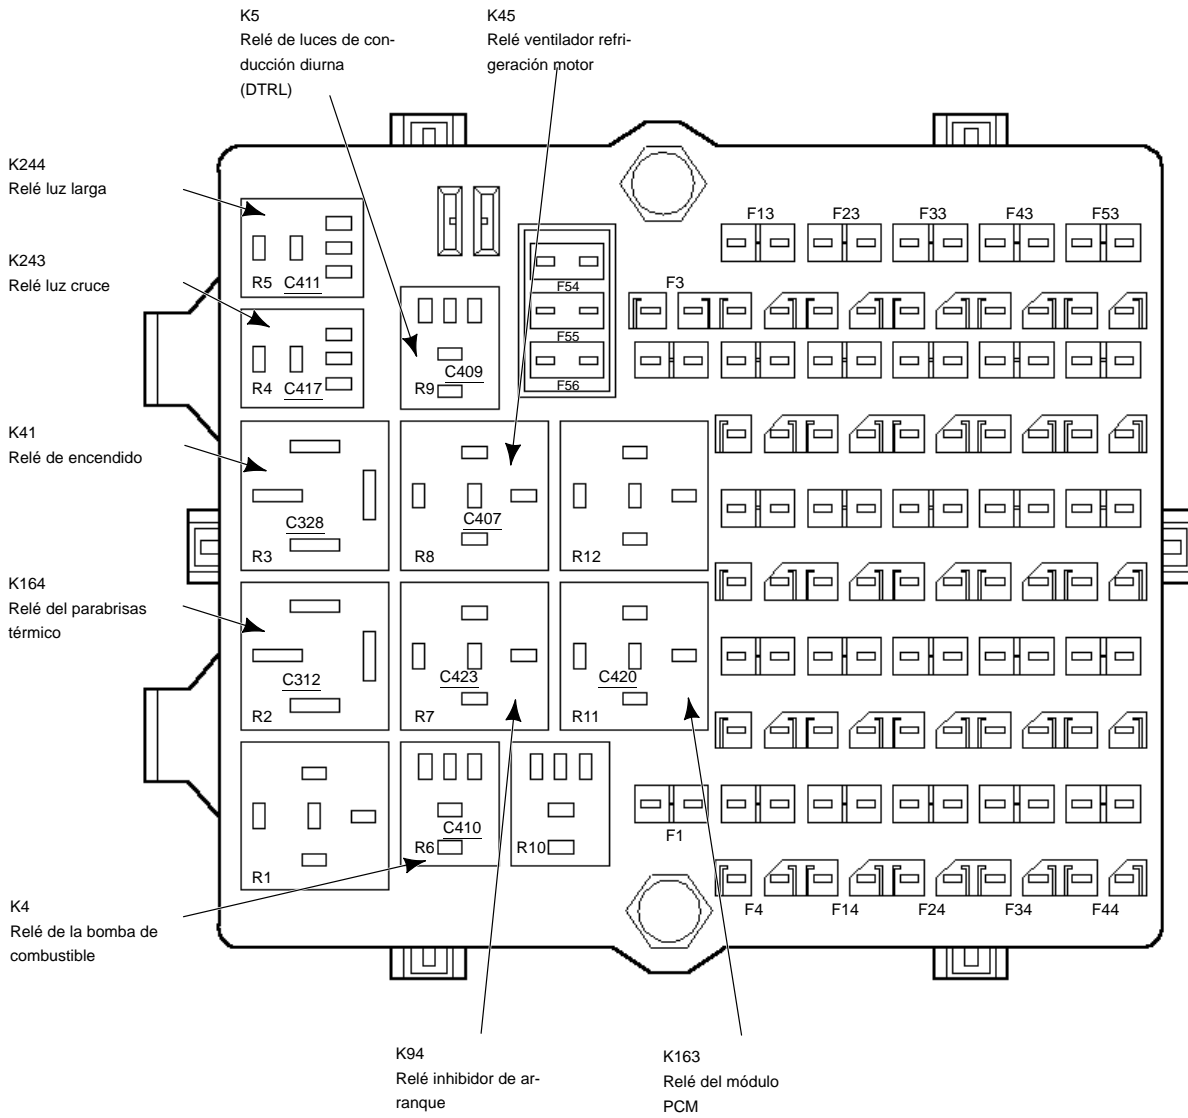 K5
Relé de luces de con-
ducción diurna
(DTRL)
K45
Relé ventilador refri-
geración motor
K244
Relé luz larga
K243
Relé luz cruce
K41
Relé de encendido
K164
Relé del parabrisas
térmico
K4
Relé de la bomba de
combustible
K94
Relé inhibidor de ar-
ranque
K163
Relé del módulo
PCM
R5 C411
R4 C417
R9 C409
F54
F55
F56
F13 F23 F33 F43 F53
F3
C328
R3
C407
R8
R12
C312
R2
C423
R7
C420
R11
R1
C410
R6
R10
F1
F4 F14 F24 F34 F44